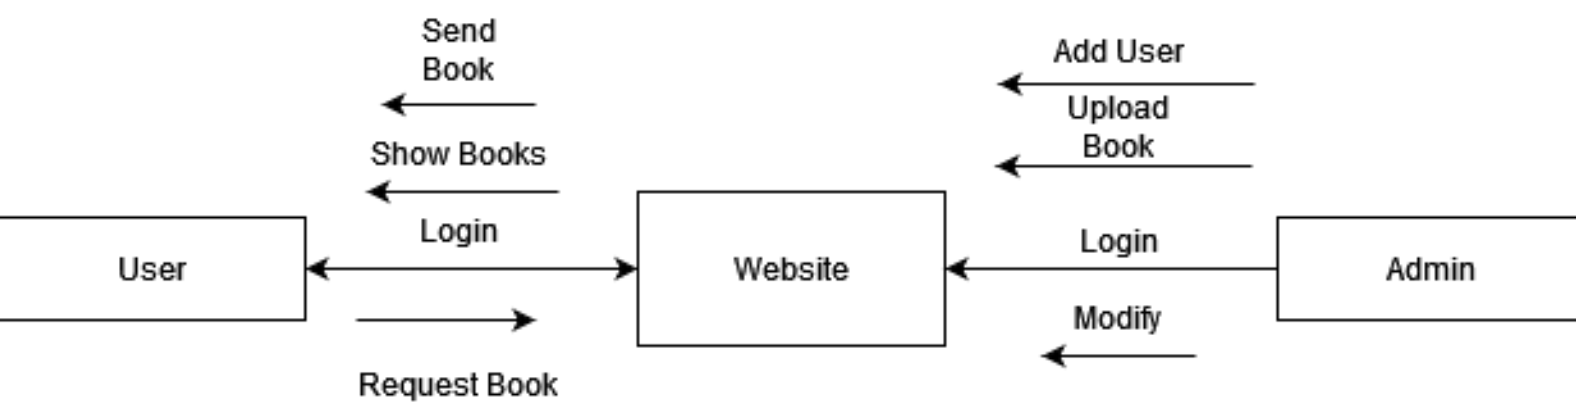 Send
Book
Add User
Upload
Book
Show Books
Login
Login
User
Website
Admin
Modify
Request Book